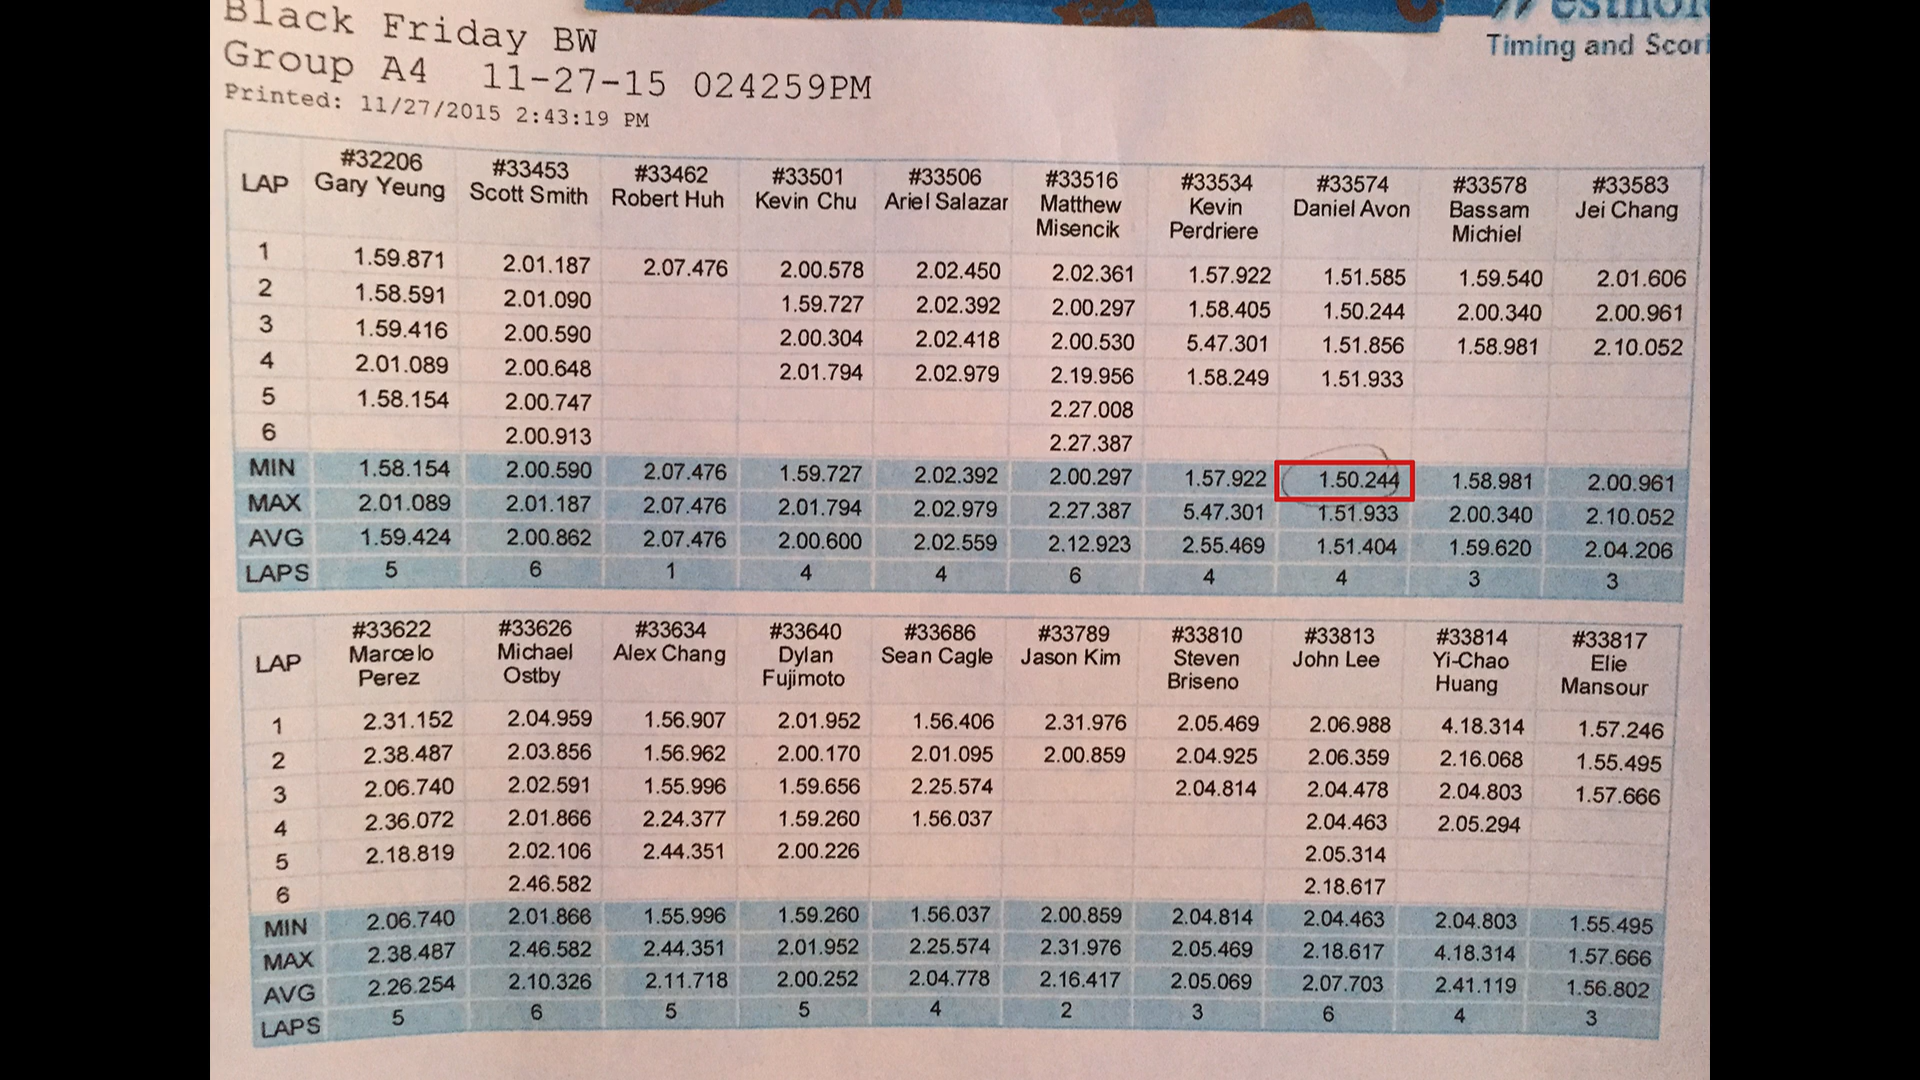 Black Friday BW
Group A4 11-27-15 024259PM
Printed: 11/27/2015 2:43:19 PM
Timing and Scori
LAP #32206 Gary Yeung #33453 Scott Smith #33462 Robert Huh #33501 Kevin Chu #33506 Ariel Salazar #33516 Matthew Misencik #33534 Kevin Perdriere #33574 Daniel Avon #33578 Bassam Michiel #33583 Jei Chang
1 1.59.871 2.01.187 2.07.476 2.00.578 2.02.450 2.02.361 1.57.922 1.51.585 1.59.540 2.01.606
2 1.58.591 2.01.090 1.59.727 2.02.392 2.00.297 1.58.405 1.50.244 2.00.340 2.00.961
3 1.59.416 2.00.590 2.00.304 2.02.418 2.00.530 5.47.301 1.51.856 1.58.981 2.10.052
4 2.01.089 2.00.648 2.01.794 2.02.979 2.19.956 1.58.249 1.51.933
5 1.58.154 2.00.747 2.27.008
6 2.00.913 2.27.387
MIN 1.58.154 2.00.590 2.07.476 1.59.727 2.02.392 2.00.297 1.57.922 1.50.244 1.58.981 2.00.961
MAX 2.01.089 2.01.187 2.07.476 2.01.794 2.02.979 2.27.387 5.47.301 1.51.933 2.00.340 2.10.052
AVG 1.59.424 2.00.862 2.07.476 2.00.600 2.02.559 2.12.923 2.55.469 1.51.404 1.59.620 2.04.206
LAPS 5 6 1 4 4 6 4 4 3 3
LAP #33622 Marcelo Perez #33626 Michael Ostby #33634 Alex Chang #33640 Dylan Fujimoto #33686 Sean Cagle #33789 Jason Kim #33810 Steven Briseno #33813 John Lee #33814 Yi-Chao Huang #33817 Elie Mansour
1 2.31.152 2.04.959 1.56.907 2.01.952 1.56.406 2.31.976 2.05.469 2.06.988 4.18.314 1.57.246
2 2.38.487 2.03.856 1.56.962 2.00.170 2.01.095 2.00.859 2.04.925 2.06.359 2.16.068 1.55.495
3 2.06.740 2.02.591 1.55.996 1.59.656 2.25.574 2.04.814 2.04.478 2.04.803 1.57.666
4 2.36.072 2.01.866 2.24.377 1.59.260 1.56.037 2.04.463 2.05.294
5 2.18.819 2.02.106 2.44.351 2.00.226 2.05.314
6 2.46.582 2.18.617
MIN 2.06.740 2.01.866 1.55.996 1.59.260 1.56.037 2.00.859 2.04.814 2.04.463 2.04.803 1.55.495
MAX 2.38.487 2.46.582 2.44.351 2.01.952 2.25.574 2.31.976 2.05.469 2.18.617 4.18.314 1.57.666
AVG 2.26.254 2.10.326 2.11.718 2.00.252 2.04.778 2.16.417 2.05.069 2.07.703 2.41.119 1.56.802
LAPS 5 6 5 5 4 2 3 6 4 3